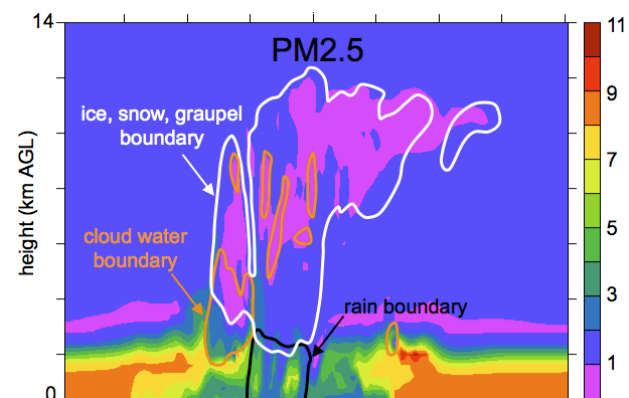 14
PM2.5
11
ice, snow, graupel
boundary
9
height (km AGL)
7
cloud water
boundary
5
rain boundary
3
1
0